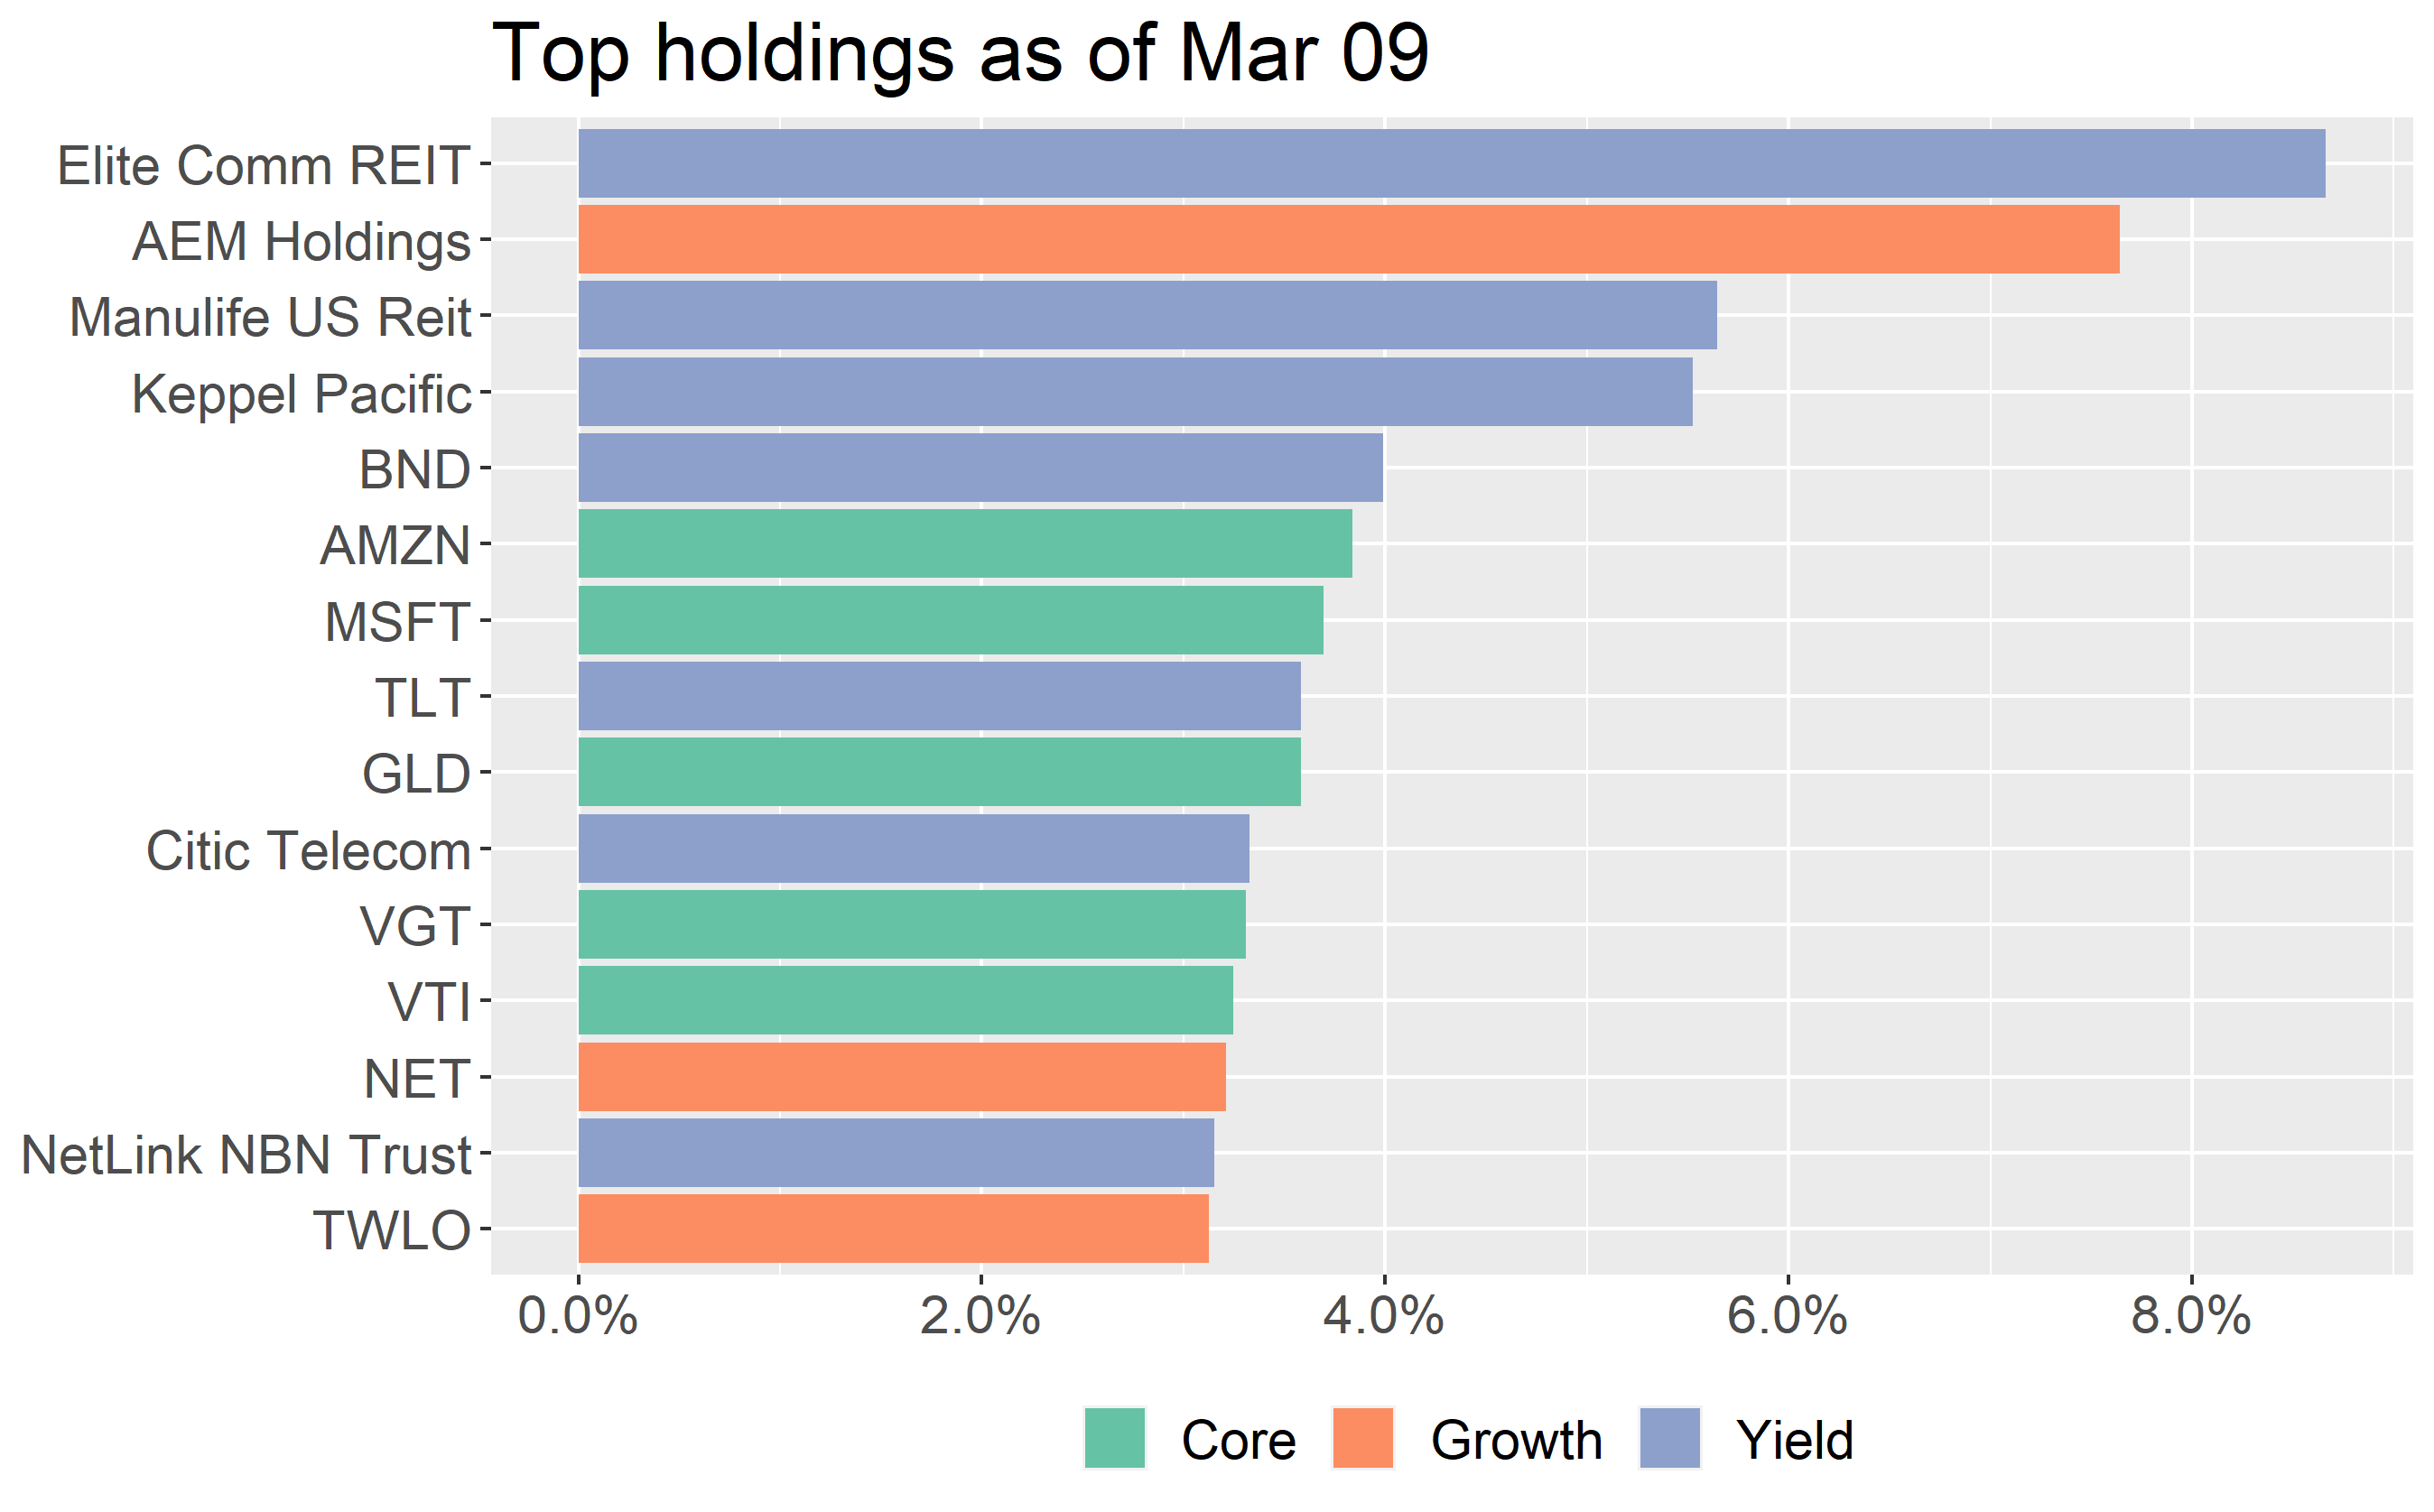 Top holdings as of Mar 09
Elite Comm REIT
AEM Holdings
Manulife US Reit
Keppel Pacific
BND
AMZN
MSFT
TLT
GLD
Citic Telecom
VGT
VTI
NET
NetLink NBN Trust
TWLO
0.0% 2.0% 4.0% 6.0% 8.0%
Core Growth Yield